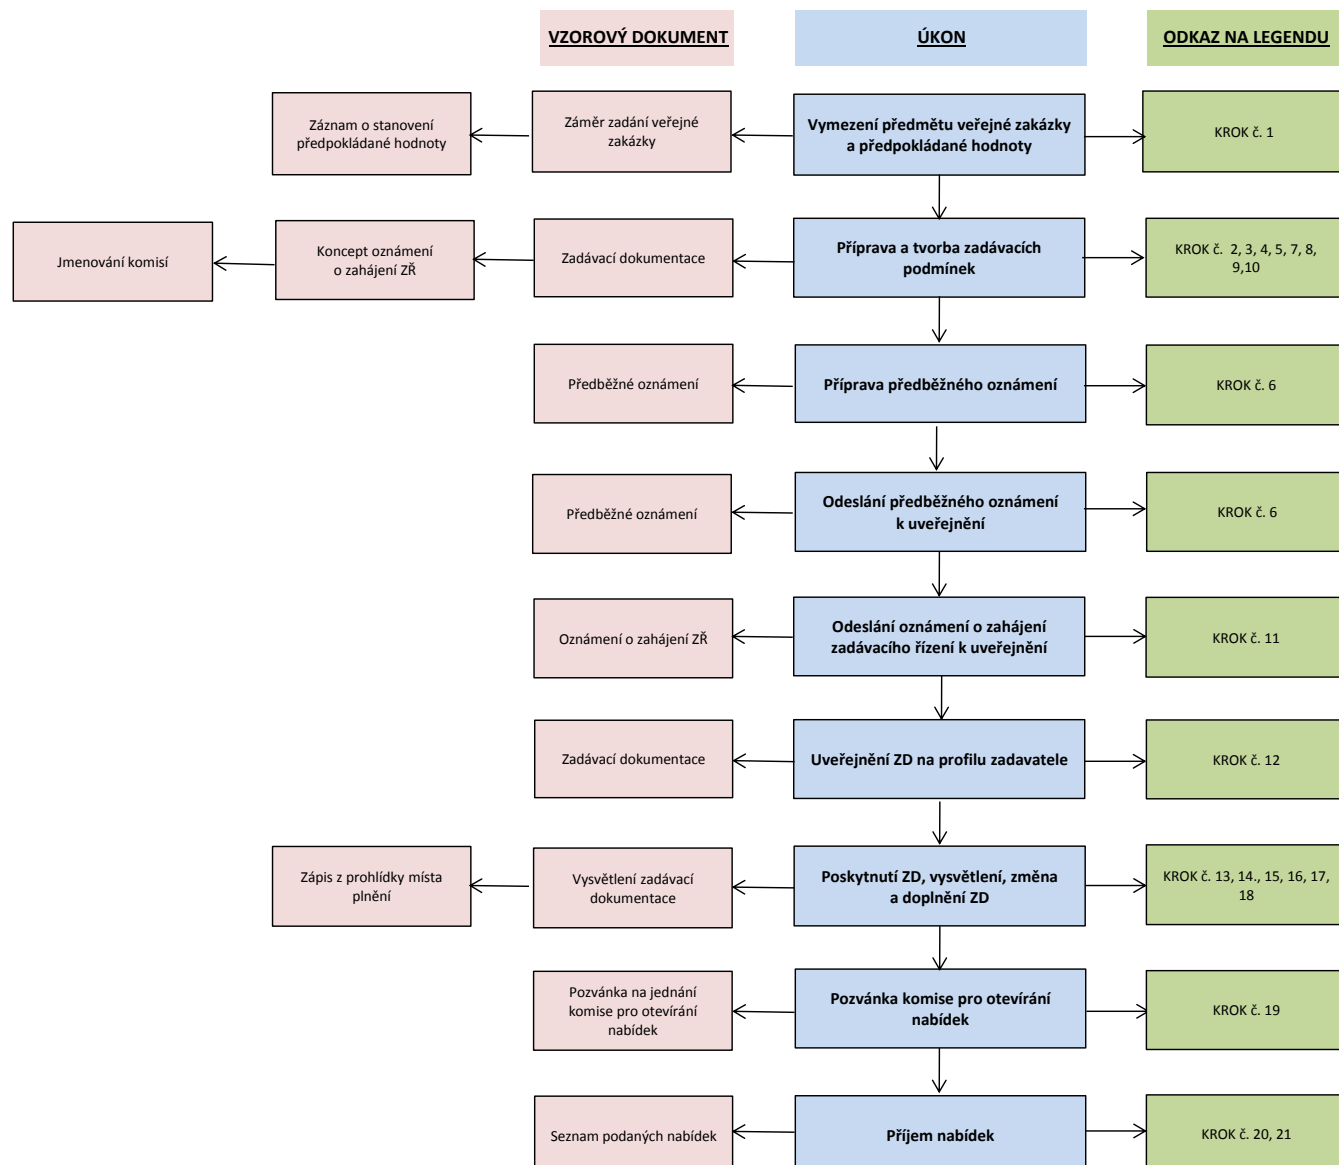 VZOROVÝ DOKUMENT
ÚKON
ODKAZ NA LEGENDU
Záznam o stanovení
předpokládané hodnoty
Záměr zadání veřejné
zakázky
Vymezení předmětu veřejné zakázky
a předpokládané hodnoty
KROK č. 1
Jmenování komisí
Koncept oznámení
o zahájení ZŘ
Zadávací dokumentace
Příprava a tvorba zadávacích
podmínek
KROK č.  2, 3, 4, 5, 7, 8,
9,10
Předběžné oznámení
Příprava předběžného oznámení
KROK č. 6
Předběžné oznámení
Odeslání předběžného oznámení
k uveřejnění
KROK č. 6
Oznámení o zahájení ZŘ
Odeslání oznámení o zahájení
zadávacího řízení k uveřejnění
KROK č. 11
Zadávací dokumentace
Uveřejnění ZD na profilu zadavatele
KROK č. 12
Zápis z prohlídky místa
plnění
Vysvětlení zadávací
dokumentace
Poskytnutí ZD, vysvětlení, změna
a doplnění ZD
KROK č. 13, 14., 15, 16, 17,
18
Pozvánka na jednání
komise pro otevírání
nabídek
Pozvánka komise pro otevírání
nabídek
KROK č. 19
Seznam podaných nabídek
Příjem nabídek
KROK č. 20, 21